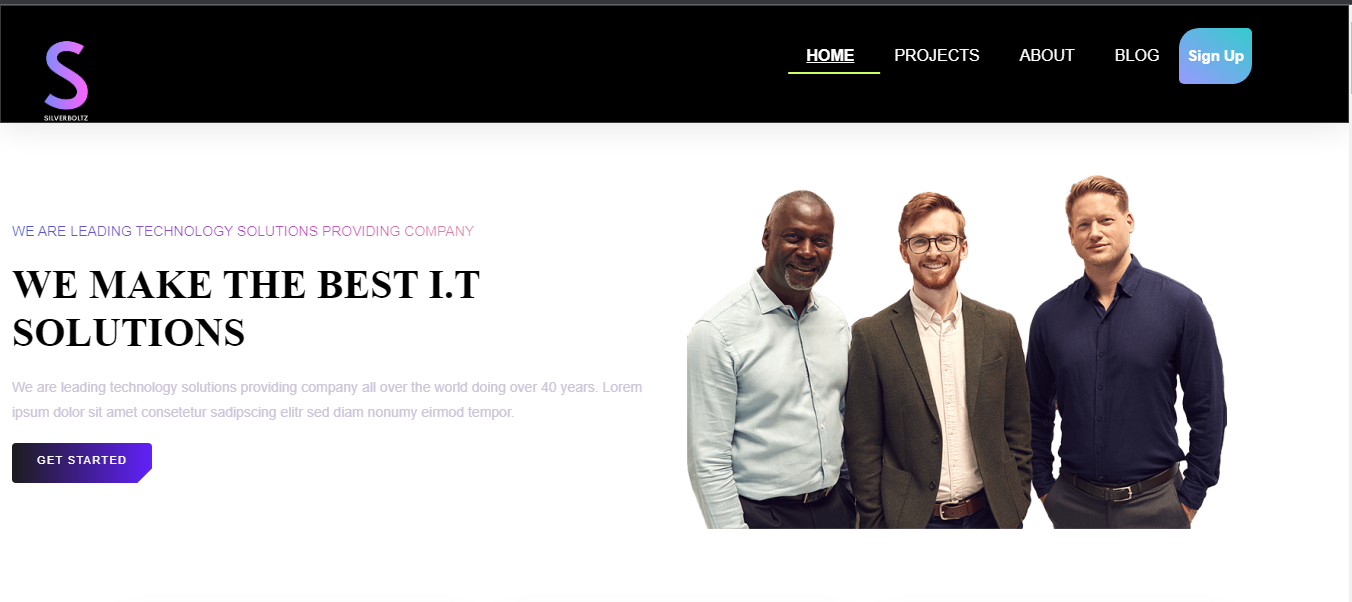 SILVERBOLTZ
HOME PROJECTS ABOUT BLOG Sign Up
WE ARE LEADING TECHNOLOGY SOLUTIONS PROVIDING COMPANY
WE MAKE THE BEST I.T
SOLUTIONS
We are leading technology solutions providing company all over the world doing over 40 years. Lorem
ipsum dolor sit amet consetetur sadipscing elitr sed diam nonumy eirmod tempor.
GET STARTED